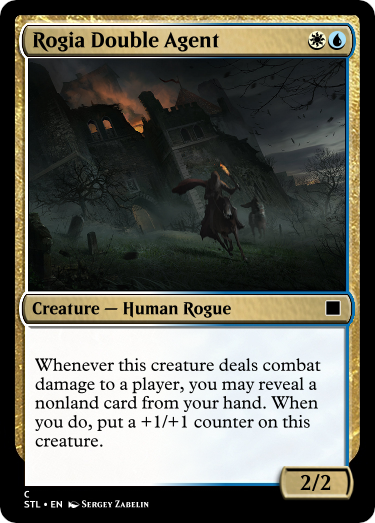 Rogia Double Agent
Creature — Human Rogue
Whenever this creature deals combat
damage to a player, you may reveal a
nonland card from your hand. When
you do, put a +1/+1 counter on this
creature.
2/2
C
STL • EN Sergey Zabelin